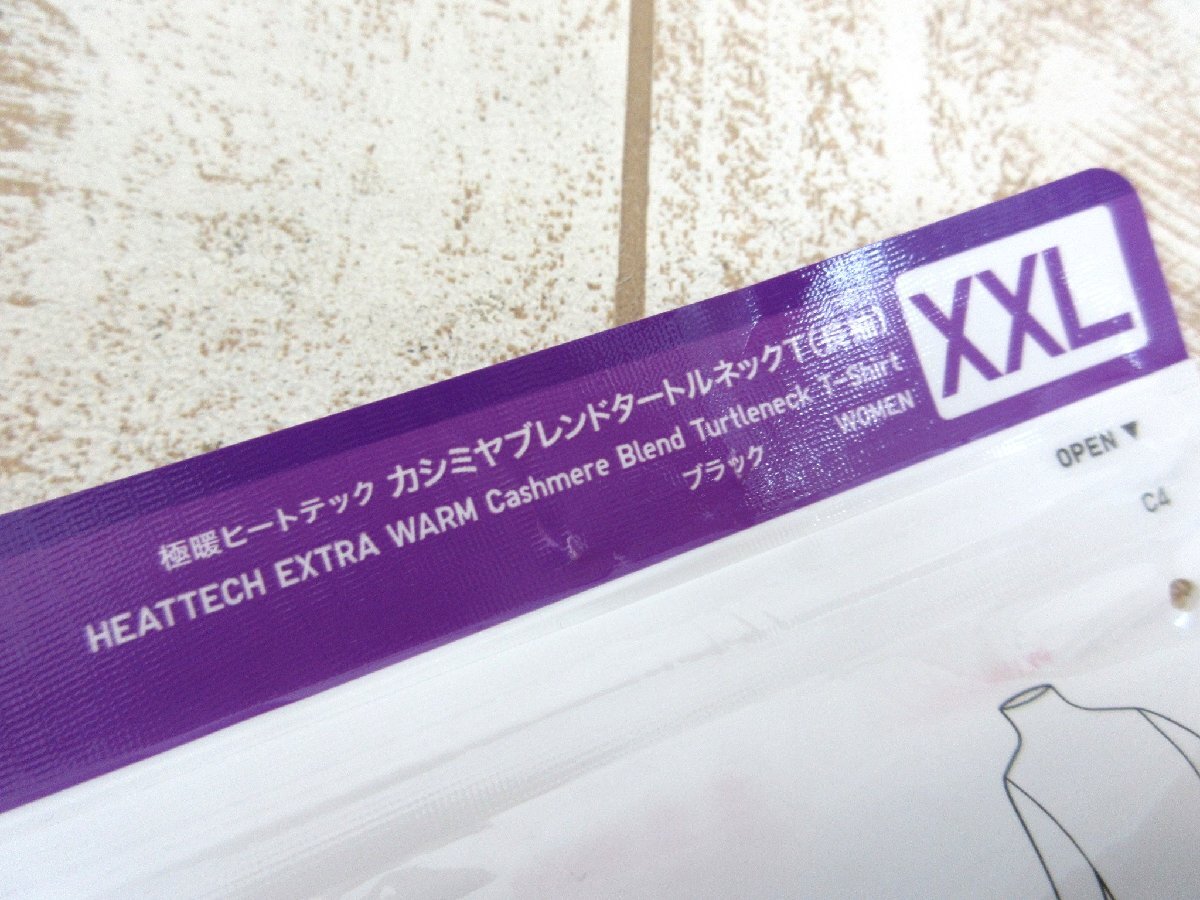 極暖ヒートテック カシミヤブレンドタートルネックT(長袖)
HEATTECH EXTRA WARM Cashmere Blend Turtleneck T-Shirt
ブラック WOMEN
XXL
OPEN ▼
C4